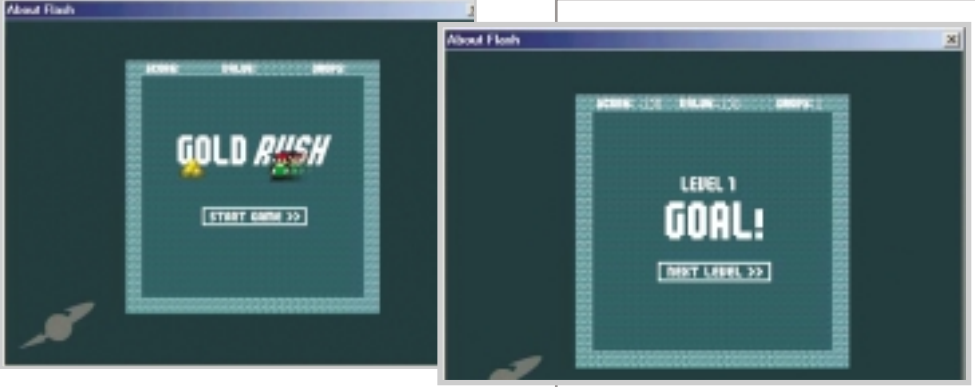 About Flash
SCORE: VALUE: DROPS:
GOLD RUSH
START GAME >>
About Flash
SCORE: VALUE: DROPS:
LEVEL 1
GOAL!
NEXT LEVEL >>